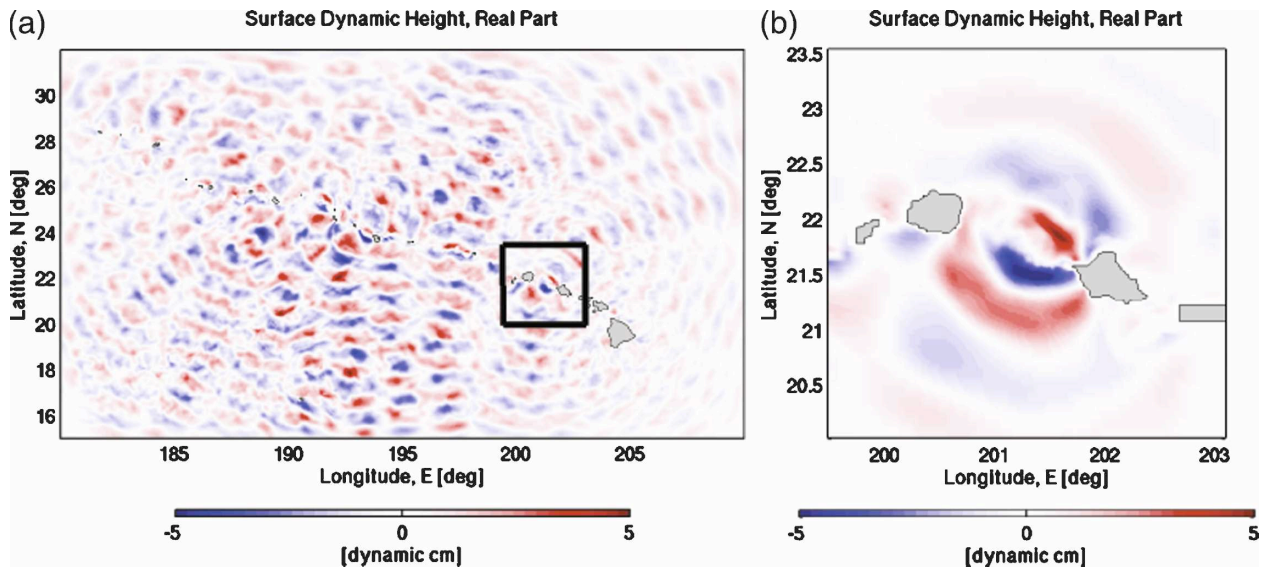 (a)
Surface Dynamic Height, Real Part
30
28
26
24
22
20
18
16
Latitude, N [deg]
185 190 195 200 205
Longitude, E [deg]
-5 0 5
[dynamic cm]
(b)
Surface Dynamic Height, Real Part
23.5
23
22.5
22
21.5
21
20.5
Latitude, N [deg]
200 201 202 203
Longitude, E [deg]
-5 0 5
[dynamic cm]